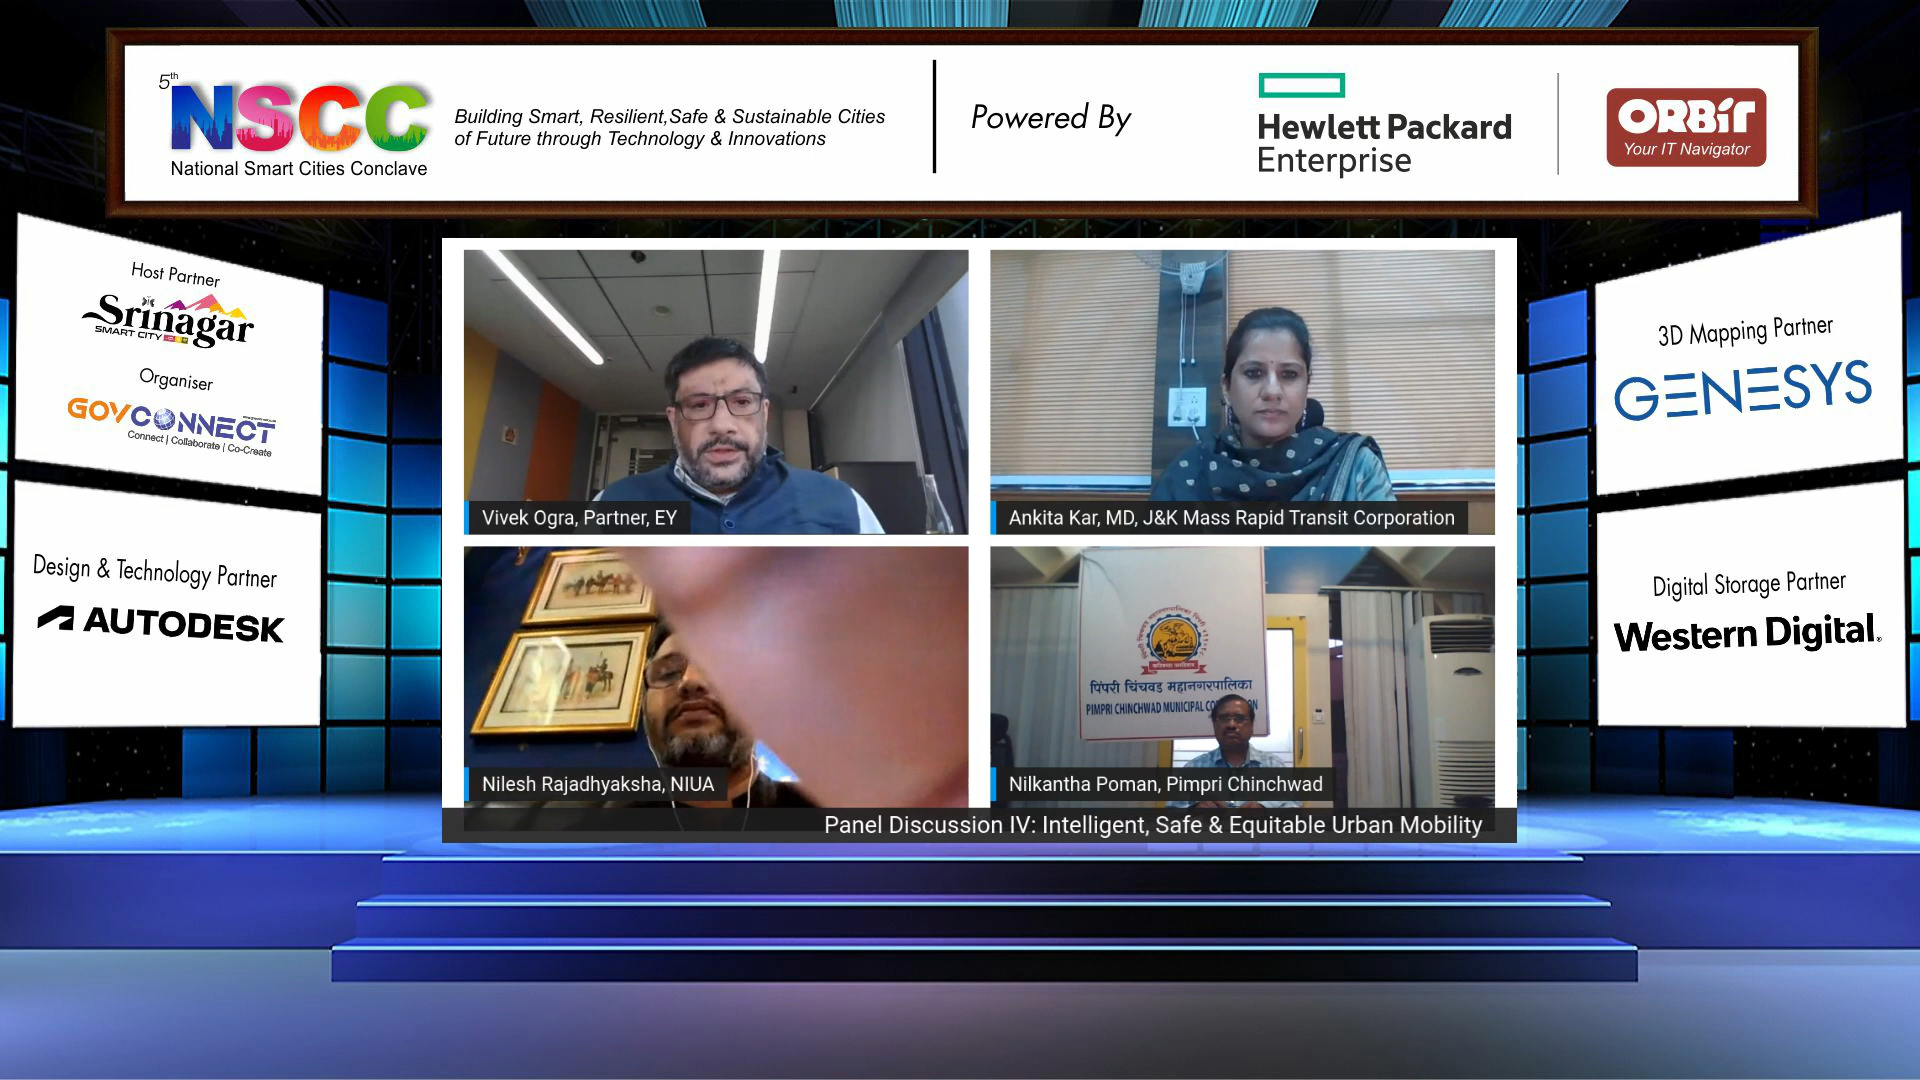 5th
NSCC
National Smart Cities Conclave
Building Smart, Resilient,Safe & Sustainable Cities
of Future through Technology & Innovations
Powered By
Hewlett Packard
Enterprise
ORBIT
Your IT Navigator
Host Partner
Srinagar
SMART CITY
Organiser
GOVCONNECT
Connect | Collaborate | Co-Create
Design & Technology Partner
AUTODESK
3D Mapping Partner
GENESYS
Digital Storage Partner
Western Digital.
Vivek Ogra, Partner, EY
Ankita Kar, MD, J&K Mass Rapid Transit Corporation
पिंपरी चिंचवड महानगरपालिका
PIMPRI CHINCHWAD MUNICIPAL
Nilesh Rajadhyaksha, NIUA
Nilkantha Poman, Pimpri Chinchwad
Panel Discussion IV: Intelligent, Safe & Equitable Urban Mobility